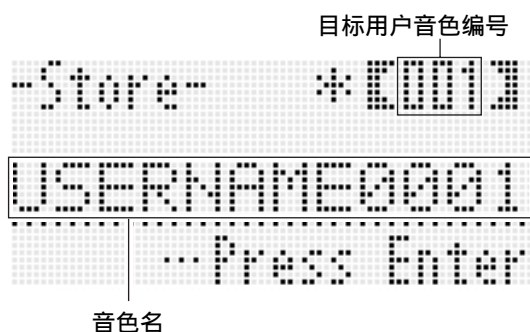 目标用户音色编号
-Store- *【001】
USERNAME0001
…Press Enter
音色名